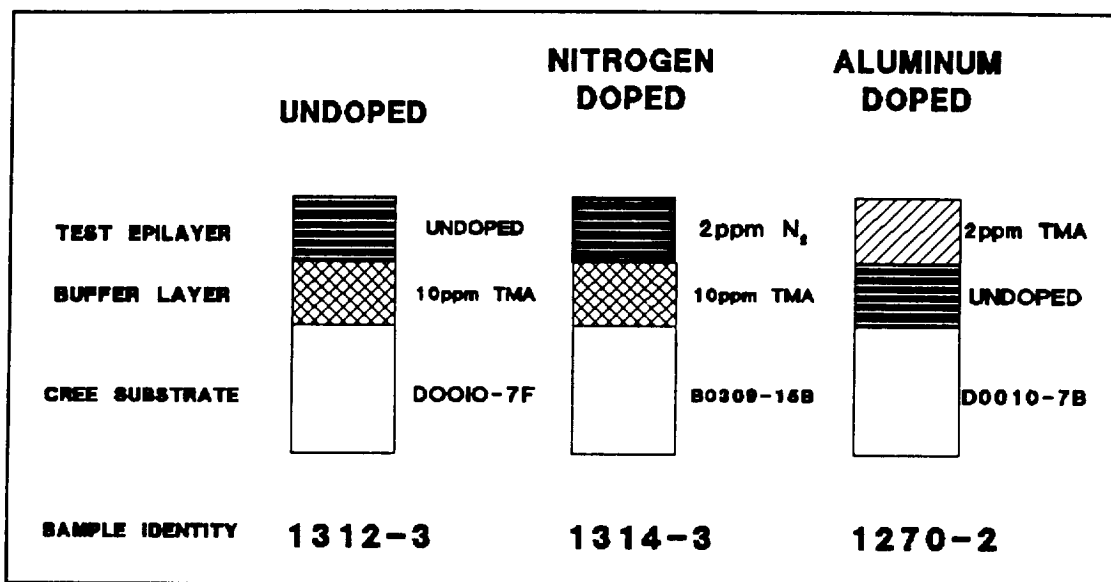 UNDOPED
NITROGEN
DOPED
ALUMINUM
DOPED
TEST EPILAYER UNDOPED 2ppm N₂ 2ppm TMA
BUFFER LAYER 10ppm TMA 10ppm TMA UNDOPED
CREE SUBSTRATE D0010-7F B0309-15B D0010-7B
SAMPLE IDENTITY 1312-3 1314-3 1270-2